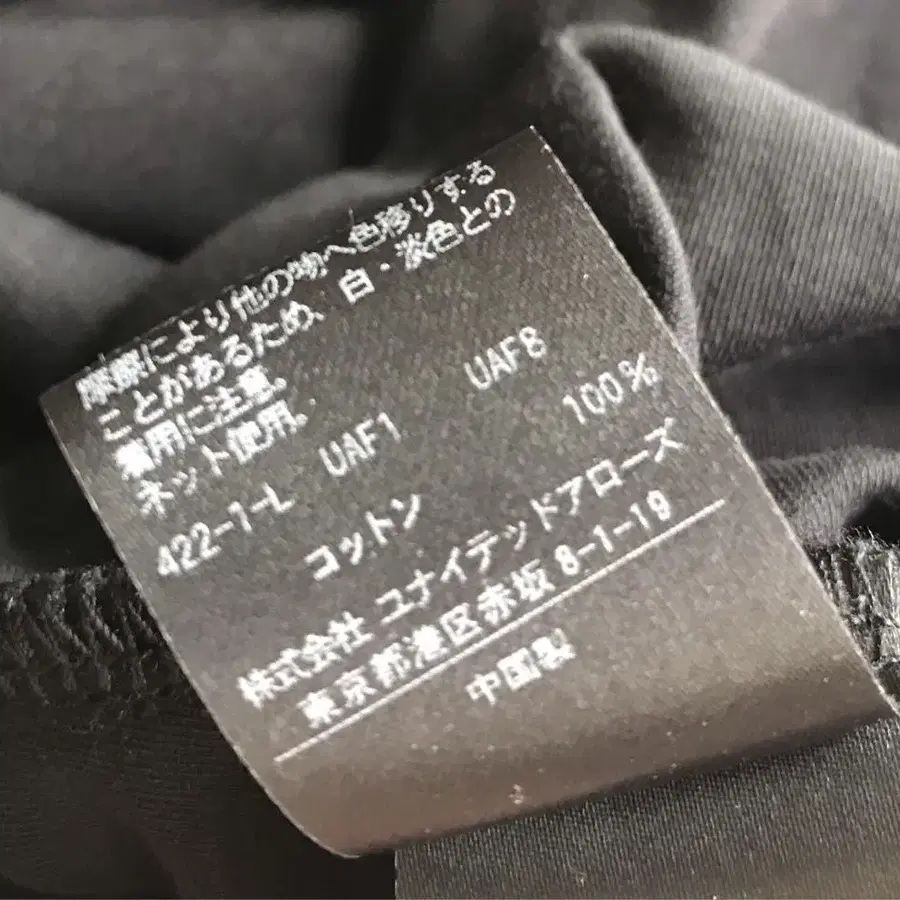 摩擦により他の物へ色移りする
ことがあるため、白・淡色との
着用に注意。
ネット使用。
422-1-L UAF1 UAF8
コットン 100%
株式会社 ユナイテッドアローズ
東京都港区赤坂 8-1-19
中国製